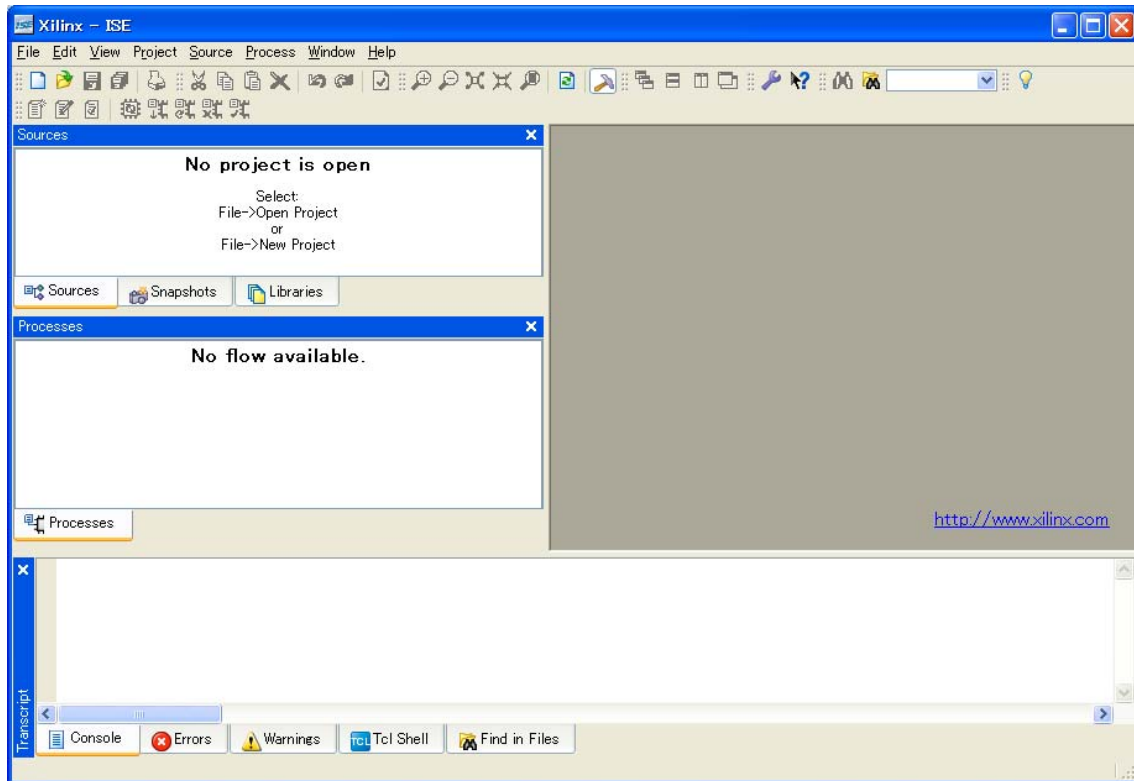 Xilinx - ISE
File Edit View Project Source Process Window Help
Sources
No project is open
Select:
File->Open Project
or
File->New Project
Sources Snapshots Libraries
Processes
No flow available.
Processes
http://www.xilinx.com
Transcript
Console Errors Warnings Tcl Shell Find in Files